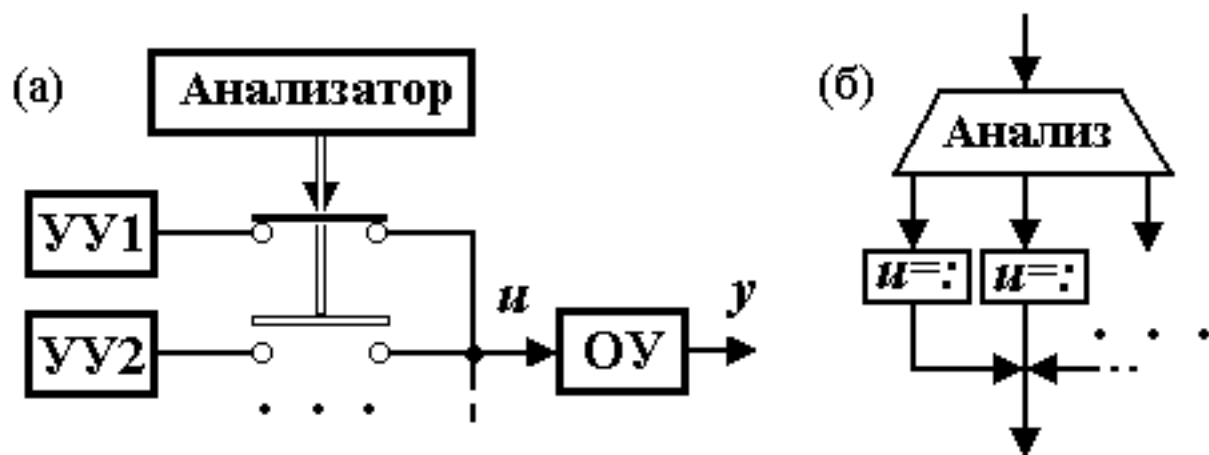 (а)
Анализатор
УУ1
УУ2
. . .
u
ОУ
y
(б)
Анализ
u=:
u=:
. . .